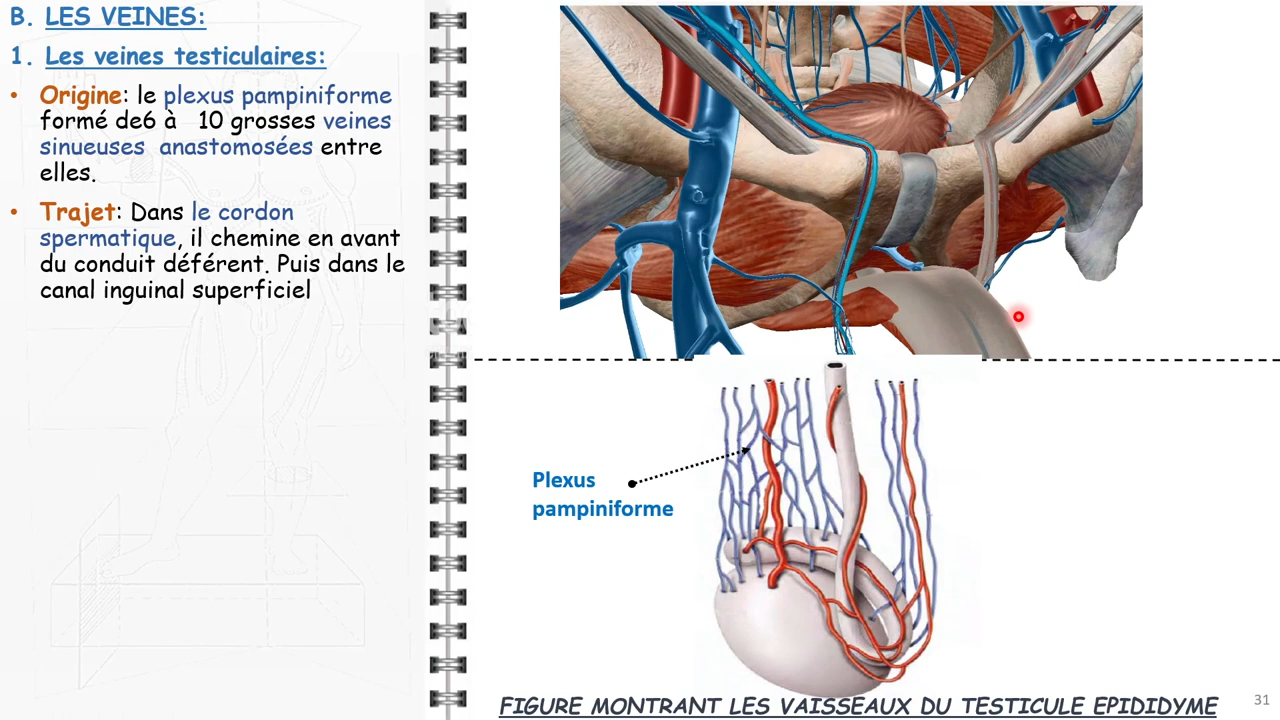 B. LES VEINES:
1. Les veines testiculaires:
• Origine: le plexus pampiniforme
formé de6 à 10 grosses veines
sinueuses anastomosées entre
elles.
• Trajet: Dans le cordon
spermatique, il chemine en avant
du conduit déférent. Puis dans le
canal inguinal superficiel
Plexus
pampiniforme
FIGURE MONTRANT LES VAISSEAUX DU TESTICULE EPIDIDYME
31